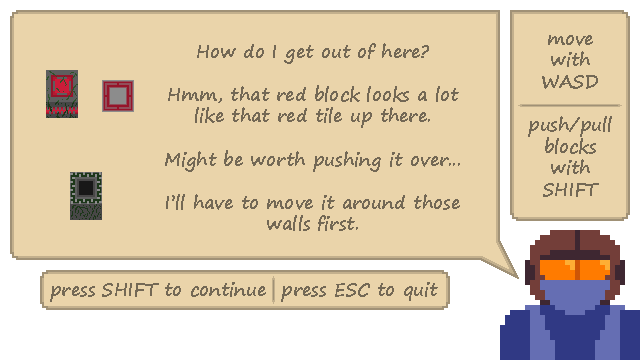 How do I get out of here?
Hmm, that red block looks a lot
like that red tile up there.
Might be worth pushing it over...
I'll have to move it around those
walls first.
move
with
WASD
push/pull
blocks
with
SHIFT
press SHIFT to continue
press ESC to quit